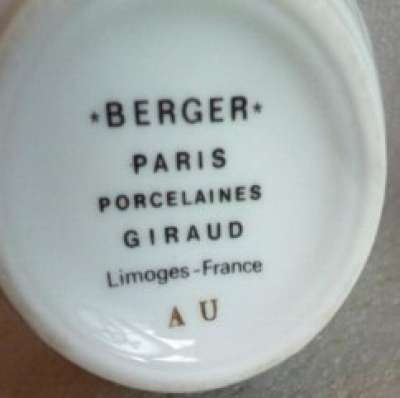 *BERGER*
PARIS
PORCELAINES
GIRAUD
Limoges-France
A U